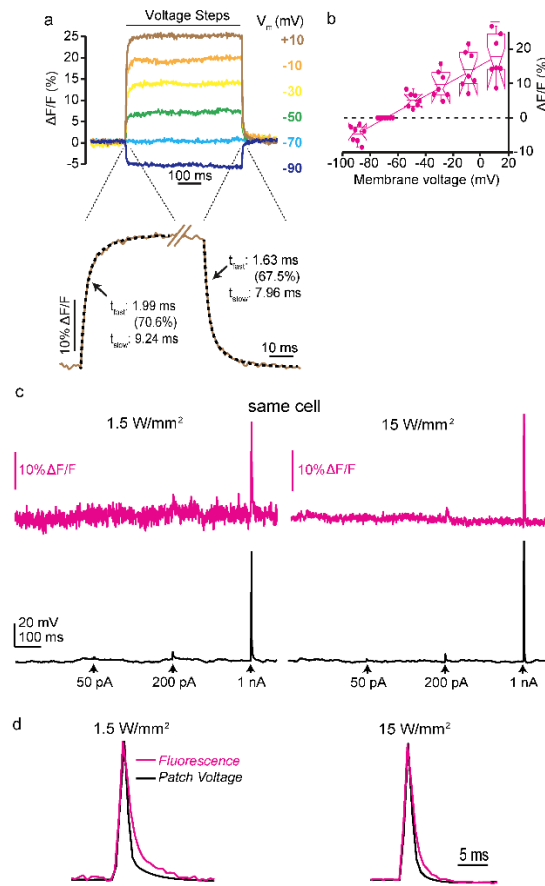 a
Voltage Steps
Vm (mV)
+10
-10
-30
-50
-70
-90
ΔF/F (%)
25
20
15
10
5
0
-5
100 ms
b
20
10
0
10
ΔF/F (%)
-100 -80 -60 -40 -20 0 20
Membrane voltage (mV)
10% ΔF/F
tfast: 1.99 ms
(70.6%)
tslow: 9.24 ms
tfast: 1.63 ms
(67.5%)
tslow: 7.96 ms
10 ms
c
same cell
1.5 W/mm²
15 W/mm²
10% ΔF/F
10% ΔF/F
20 mV
100 ms
50 pA
200 pA
1 nA
50 pA
200 pA
1 nA
d
1.5 W/mm²
15 W/mm²
Fluorescence
Patch Voltage
5 ms